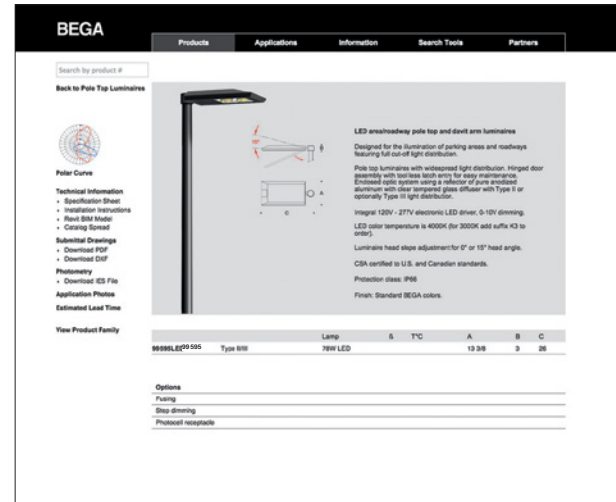 BEGA
Products Applications Information Search Tools Partners
Search by product #
Back to Pole Top Luminaires
Polar Curve
Technical Information
Specification Sheet
Installation Instructions
Revit BIM Model
Catalog Spread
Submittal Drawings
Download PDF
Download DXF
Photometry
Download IES File
Application Photos
Estimated Lead Time
View Product Family
15°
B
A
C
LED area/roadway pole top and davit arm luminaires
Designed for the illumination of parking areas and roadways
featuring full cut-off light distribution.
Pole top luminaires with widespread light distribution. Hinged door
assembly with tool less latch entry for easy maintenance.
Enclosed optic system using a reflector of pure anodized
aluminum with clear tempered glass diffuser with Type II or
optionally Type III light distribution.
Integral 120V - 277V electronic LED driver, 0-10V dimming.
LED color temperature is 4000K (for 3000K add suffix K3 to
order).
Luminaire head slope adjustment for 0° or 15° head angle.
CSA certified to U.S. and Canadian standards.
Protection class: IP66
Finish: Standard BEGA colors.
Lamp ß T°C A B C
99 595 Type II/III 78W LED 13 3/8 3 26
Options
Fusing
Step dimming
Photocell receptacle